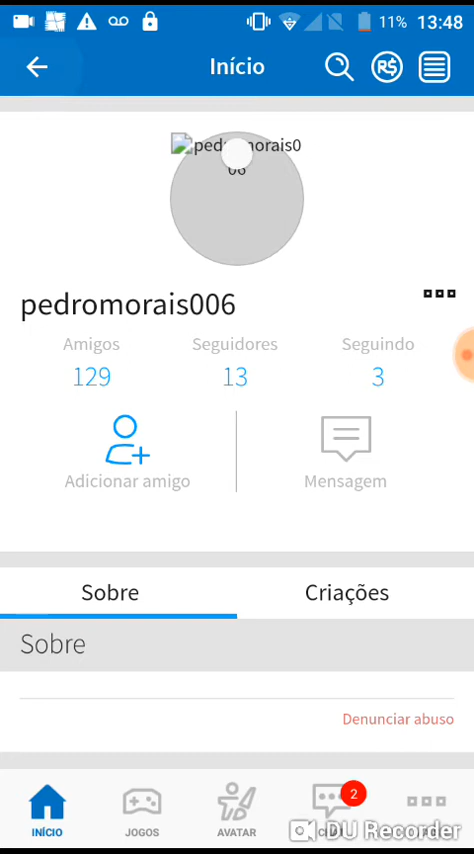 11% 13:48
Início R$
pedromorais0
06
pedromorais006
Amigos Seguidores Seguindo
129 13 3
Adicionar amigo Mensagem
Sobre Criações
Sobre
Denunciar abuso
2
INÍCIO JOGOS AVATAR
DU Recorder